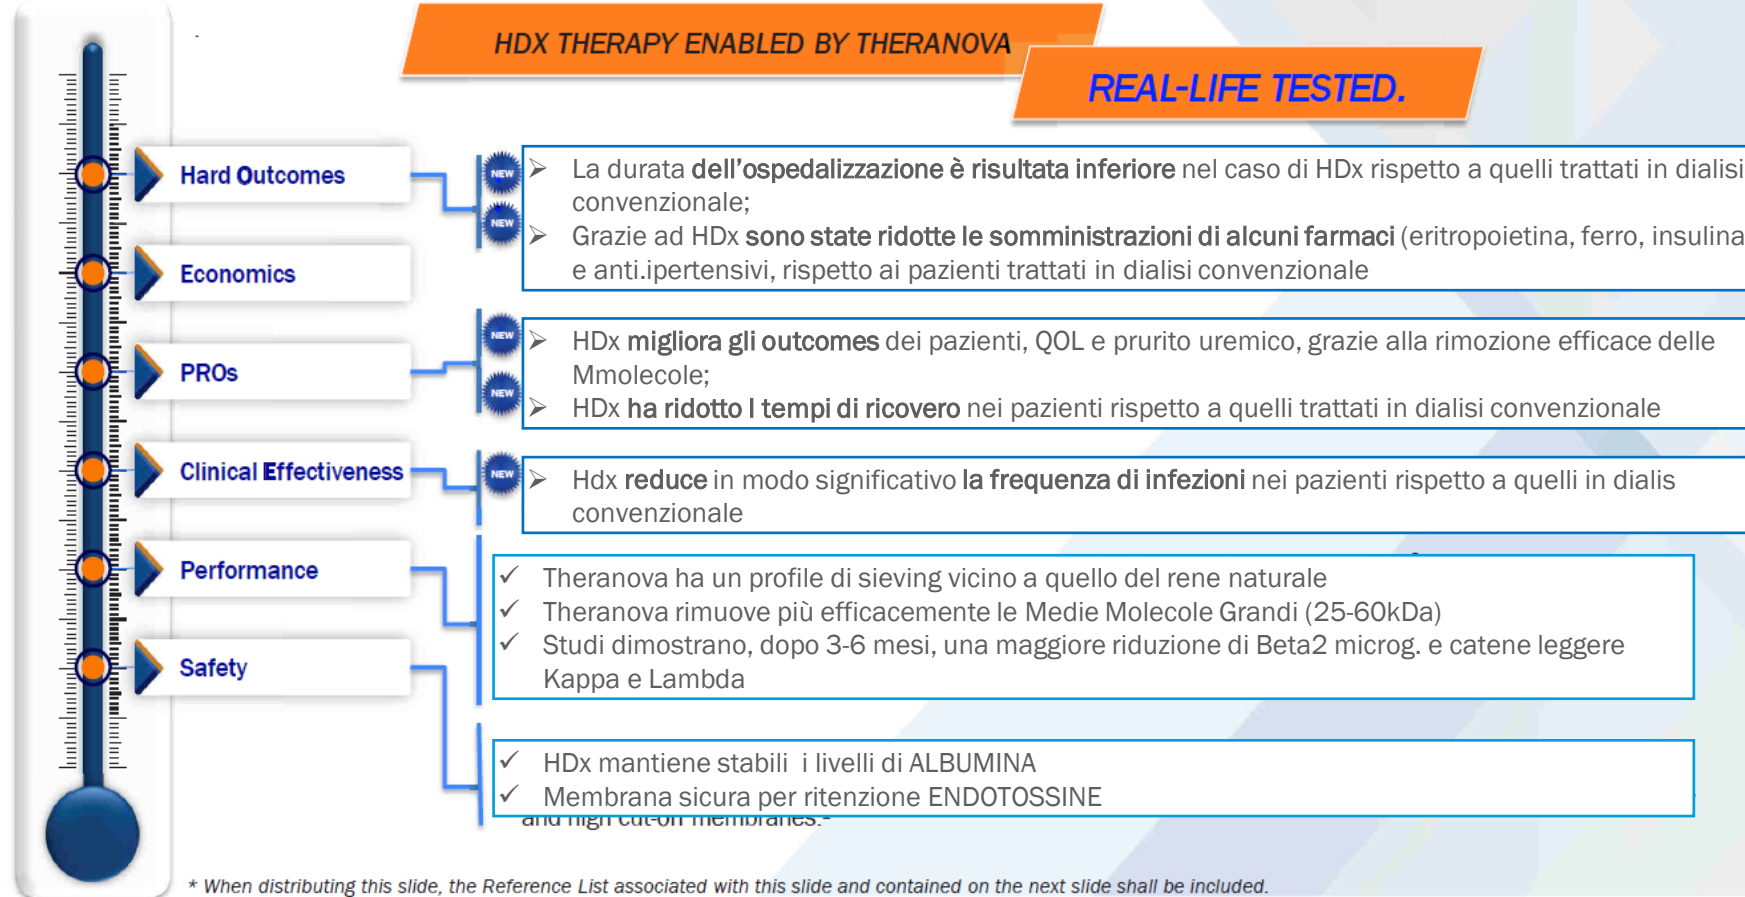 HDX THERAPY ENABLED BY THERANOVA
REAL-LIFE TESTED.
Hard Outcomes
NEW
NEW
La durata dell'ospedalizzazione è risultata inferiore nel caso di HDx rispetto a quelli trattati in dialisi
convenzionale;
Grazie ad HDx sono state ridotte le somministrazioni di alcuni farmaci (eritropoietina, ferro, insulina
e anti.ipertensivi, rispetto ai pazienti trattati in dialisi convenzionale
Economics
PROs
NEW
NEW
HDx migliora gli outcomes dei pazienti, QOL e prurito uremico, grazie alla rimozione efficace delle
Mmolecole;
HDx ha ridotto I tempi di ricovero nei pazienti rispetto a quelli trattati in dialisi convenzionale
Clinical Effectiveness
NEW
Hdx reduce in modo significativo la frequenza di infezioni nei pazienti rispetto a quelli in dialis
convenzionale
Performance
✓ Theranova ha un profile di sieving vicino a quello del rene naturale
✓ Theranova rimuove più efficacemente le Medie Molecole Grandi (25-60kDa)
✓ Studi dimostrano, dopo 3-6 mesi, una maggiore riduzione di Beta2 microg. e catene leggere
Kappa e Lambda
Safety
✓ HDx mantiene stabili i livelli di ALBUMINA
✓ Membrana sicura per ritenzione ENDOTOSSINE
and high cut-off membranes.
* When distributing this slide, the Reference List associated with this slide and contained on the next slide shall be included.